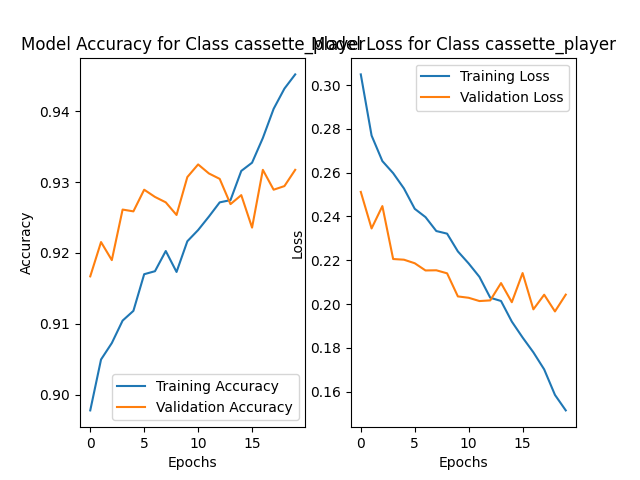 Model Accuracy for Class cassette_player
Model Loss for Class cassette_player
Accuracy
0.94
0.93
0.92
0.91
0.90
Training Accuracy
Validation Accuracy
0 5 10 15
Epochs
Loss
0.30
0.28
0.26
0.24
0.22
0.20
0.18
0.16
Training Loss
Validation Loss
0 5 10 15
Epochs